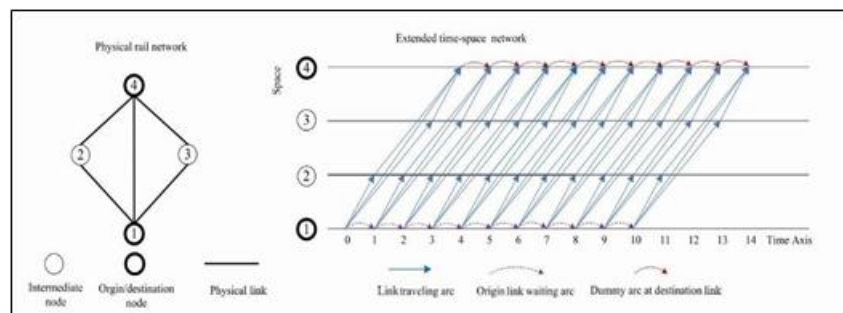 Physical rail network
4
2
3
1
Intermediate node
Orgin/destination node
Physical link
Extended time-space network
Space
4
3
2
1
0 1 2 3 4 5 6 7 8 9 10 11 12 13 14 Time Axis
Link traveling arc
Origin link waiting arc
Dummy arc at destination link